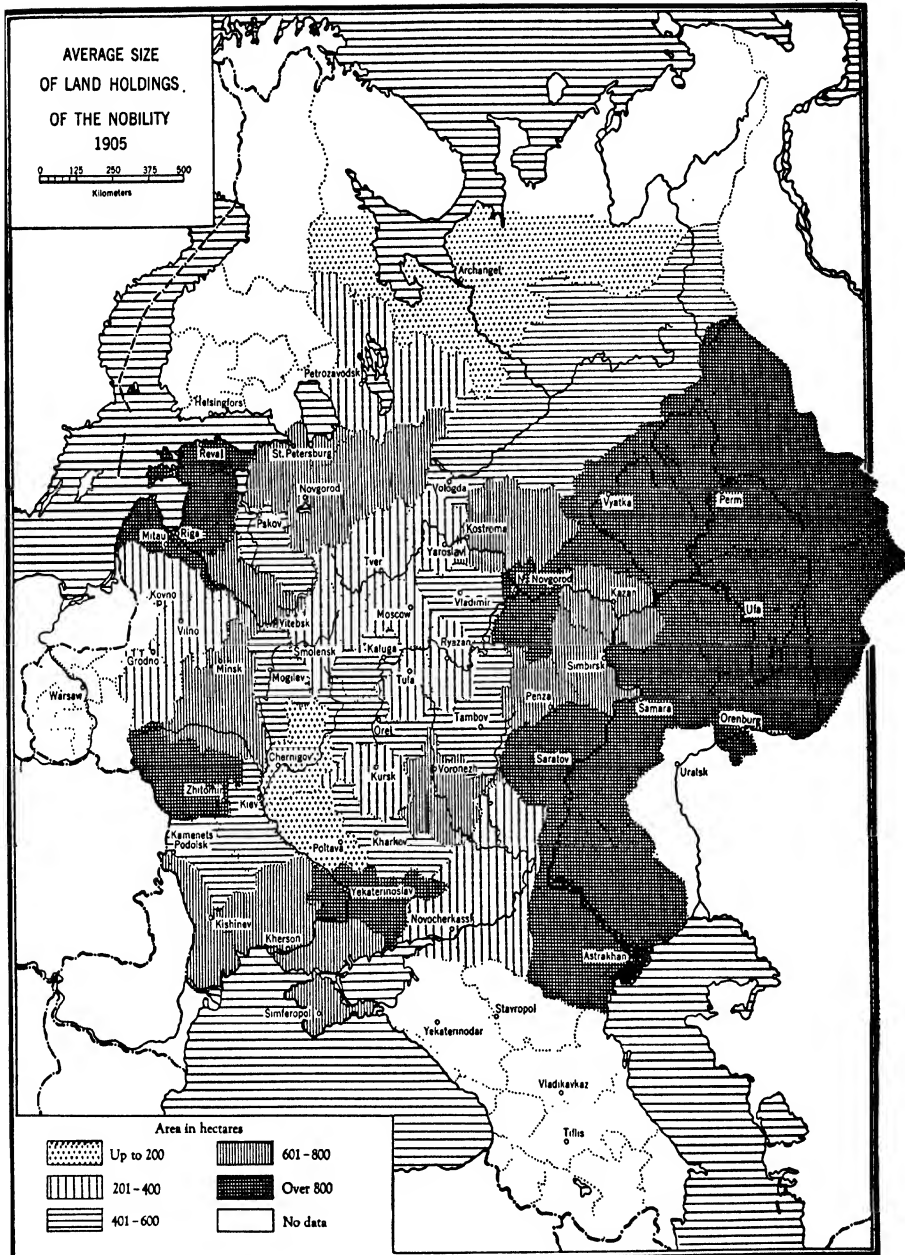 AVERAGE SIZE
OF LAND HOLDINGS
OF THE NOBILITY
1905
0 125 250 375 500
Kilometers
Archangel
Petrozavodsk
Helsingfors
Reval
St. Petersburg
Novgorod
Vologda
Vyatka
Perm
Pskov
Kostroma
Mitau
Riga
Yaroslavl
Tver
Nz. Novgorod
Kovno
Vladimir
Kazan
Moscow
Ufa
Vilno
Vitebsk
Ryazan
Grodno
Smolensk
Kaluga
Simbirsk
Minsk
Mogilev
Tula
Warsaw
Penza
Samara
Orel
Tambov
Orenburg
Chernigov
Saratov
Kursk
Voronezh
Uralsk
Zhitomir
Kiev
Kamenets
Podolsk
Poltava
Kharkov
Yekaterinoslav
Kishinev
Novocherkassk
Kherson
Astrakhan
Simferopol
Stavropol
Yekaterinodar
Vladikavkaz
Tiflis
Area in hectares
Up to 200
601-800
201-400
Over 800
401-600
No data